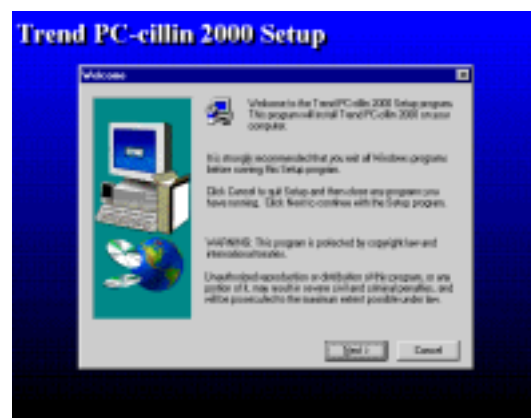 Trend PC-cillin 2000 Setup
Welcome
Welcome to the Trend PC-cillin 2000 Setup program.
This program will install Trend PC-cillin 2000 on your
computer.
It is strongly recommended that you exit all Windows programs
before running this Setup program.
Click Cancel to quit Setup and then close any programs you
have running. Click Next to continue with the Setup program.
WARNING: This program is protected by copyright law and
international treaties.
Unauthorized reproduction or distribution of this program, or any
portion of it, may result in severe civil and criminal penalties, and
will be prosecuted to the maximum extent possible under law.
Next >
Cancel